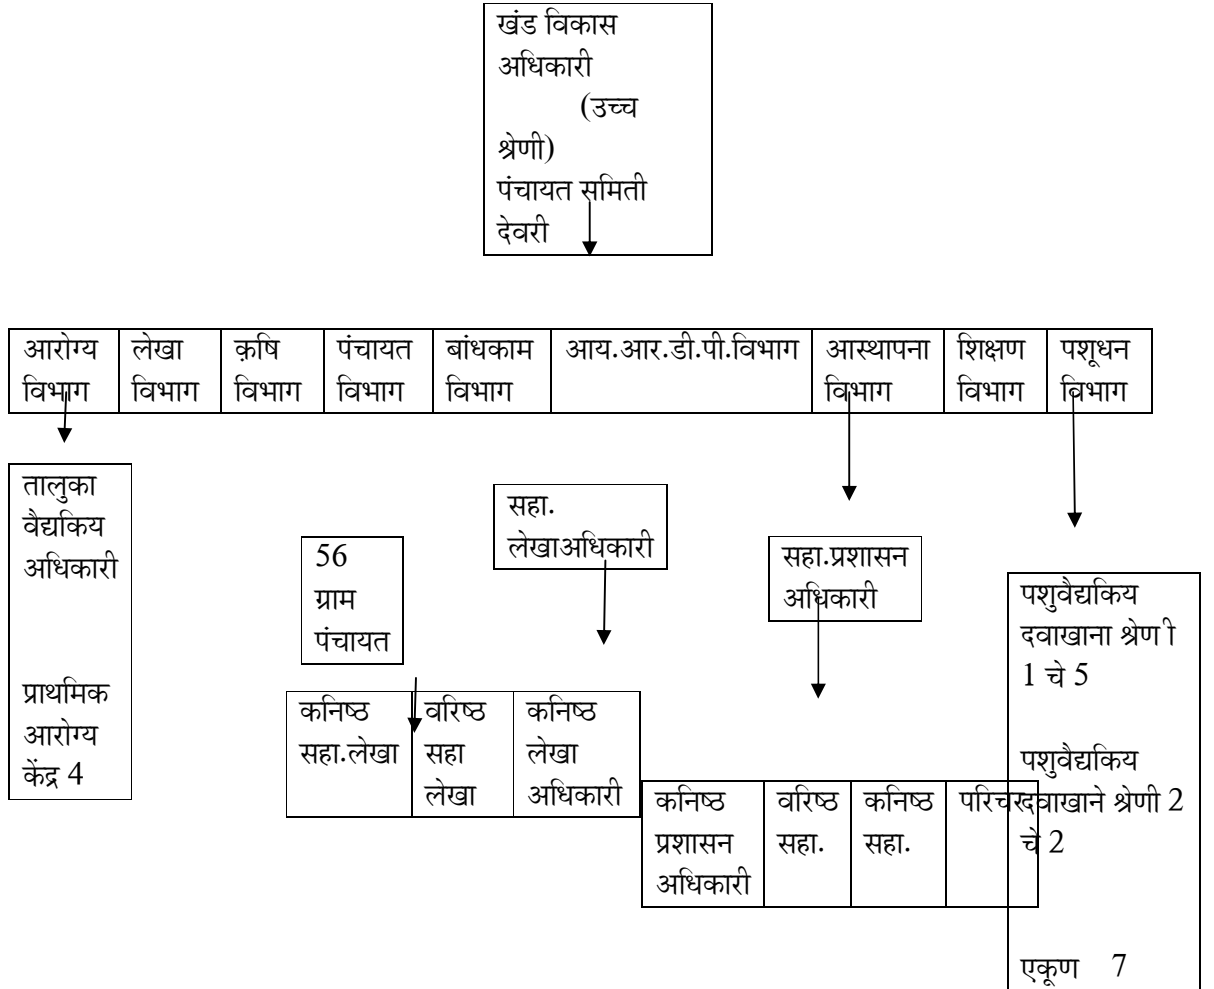 खंड विकास
अधिकारी
(उच्च
श्रेणी)
पंचायत समिती
देवरी
आरोग्य
विभाग
लेखा
विभाग
क़षि
विभाग
पंचायत
विभाग
बांधकाम
विभाग
आय.आर.डी.पी.विभाग
आस्थापना
विभाग
शिक्षण
विभाग
पशूधन
विभाग
तालुका
वैद्यकिय
अधिकारी
प्राथमिक
आरोग्य
केंद्र 4
56
ग्राम
पंचायत
सहा.
लेखाअधिकारी
सहा.प्रशासन
अधिकारी
कनिष्ठ
सहा.लेखा
वरिष्ठ
सहा
लेखा
कनिष्ठ
लेखा
अधिकारी
कनिष्ठ
प्रशासन
अधिकारी
वरिष्ठ
सहा.
कनिष्ठ
सहा.
पशुवैद्यकिय
दवाखाना श्रेणी
1 चे 5
पशुवैद्यकिय
दवाखाने श्रेणी 2
चे 2
एकूण 7